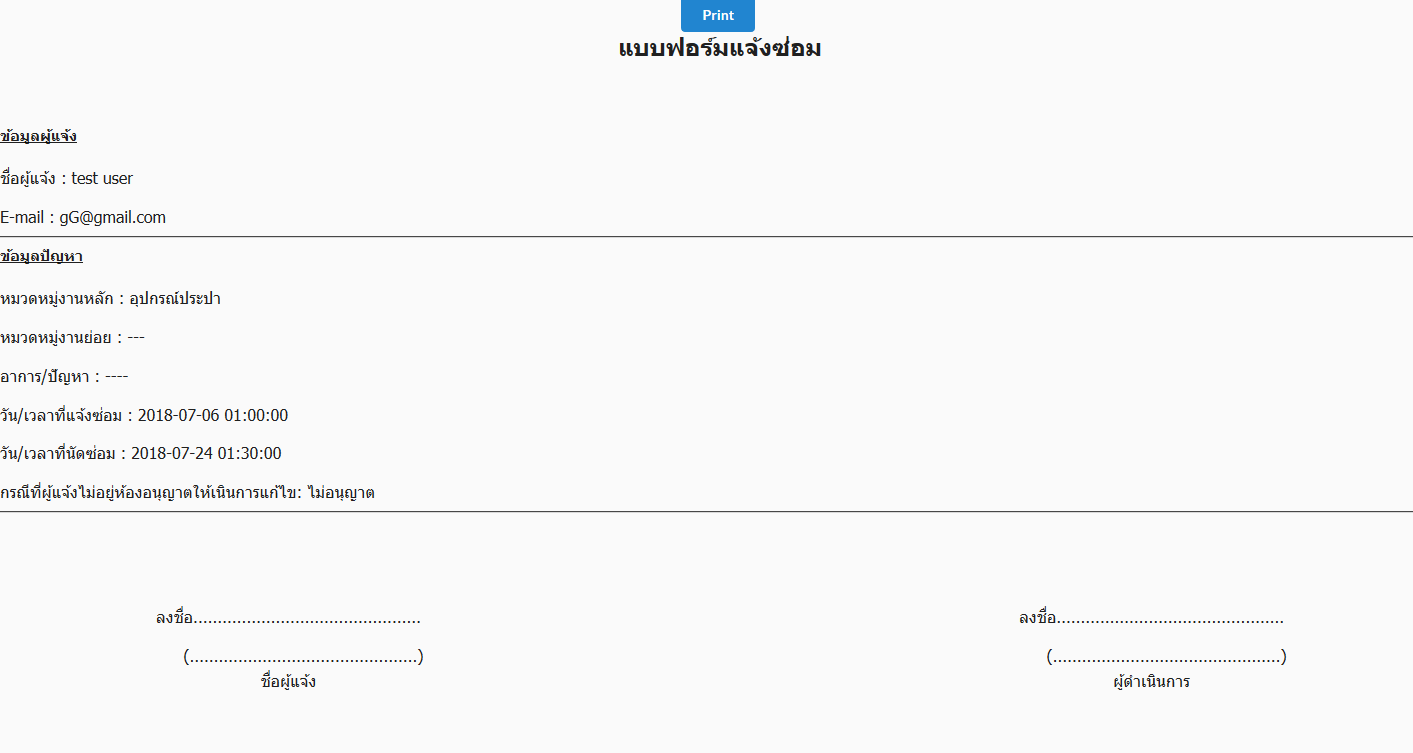 Print
แบบฟอร์มแจ้งซ่อม
ข้อมูลผู้แจ้ง
ชื่อผู้แจ้ง : test user
E-mail : gG@gmail.com
ข้อมูลปัญหา
หมวดหมู่งานหลัก : อุปกรณ์ประปา
หมวดหมู่งานย่อย : ---
อาการ/ปัญหา : ----
วัน/เวลาที่แจ้งซ่อม : 2018-07-06 01:00:00
วัน/เวลาที่นัดซ่อม : 2018-07-24 01:30:00
กรณีที่ผู้แจ้งไม่อยู่ห้องอนุญาตให้เนินการแก้ไข: ไม่อนุญาต
ลงชื่อ............................................... ลงชื่อ...............................................
(...............................................) (...............................................)
ชื่อผู้แจ้ง ผู้ดำเนินการ